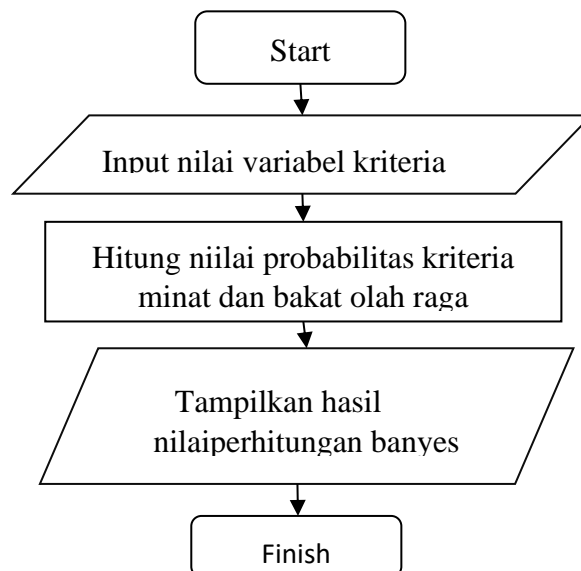 Start
Input nilai variabel kriteria
Hitung niilai probabilitas kriteria
minat dan bakat olah raga
Tampilkan hasil
nilaiperhitungan banyes
Finish